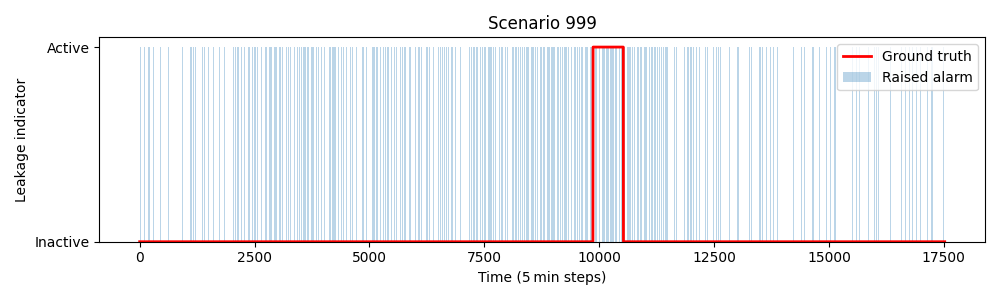 Scenario 999
Active
Inactive
Leakage indicator
Ground truth
Raised alarm
0 2500 5000 7500 10000 12500 15000 17500
Time (5 min steps)